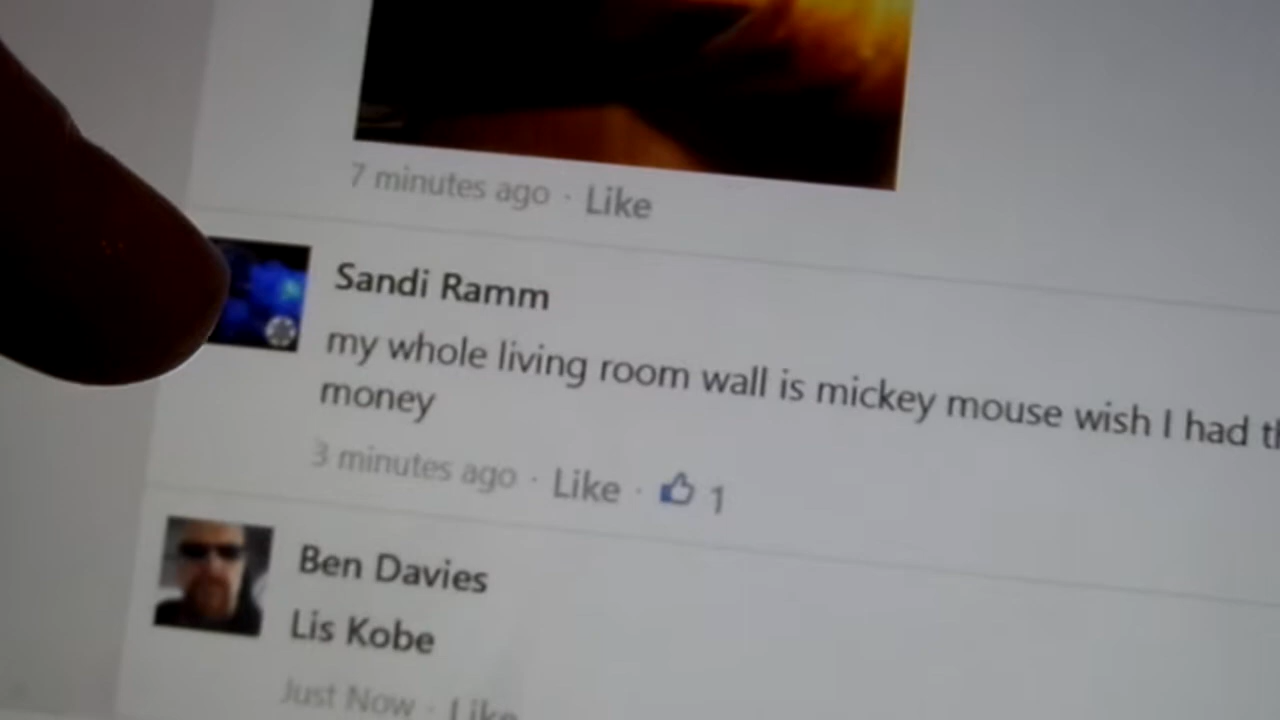 7 minutes ago · Like
Sandi Ramm
my whole living room wall is mickey mouse wish I had
money
3 minutes ago · Like · 1
Ben Davies
Lis Kobe
Just Now · Like